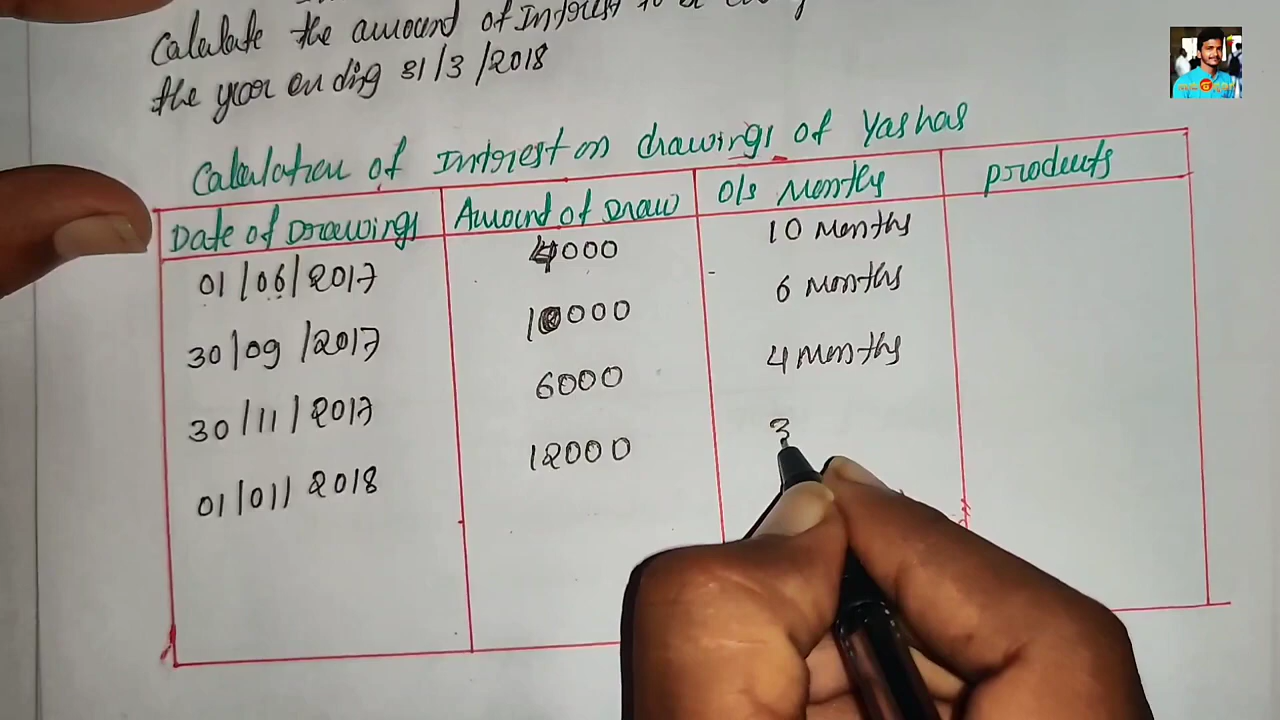 Calculate the amount of Interest to be
the year ending 31/3/2018
Calculation of Interest on drawings of Yashas
Date of Drawings Amount of Draw O/s Months products
01/06/2017 4000 10 Months
30/09/2017 10000 6 Months
30/11/2017 6000 4 Months
01/01/2018 12000 3